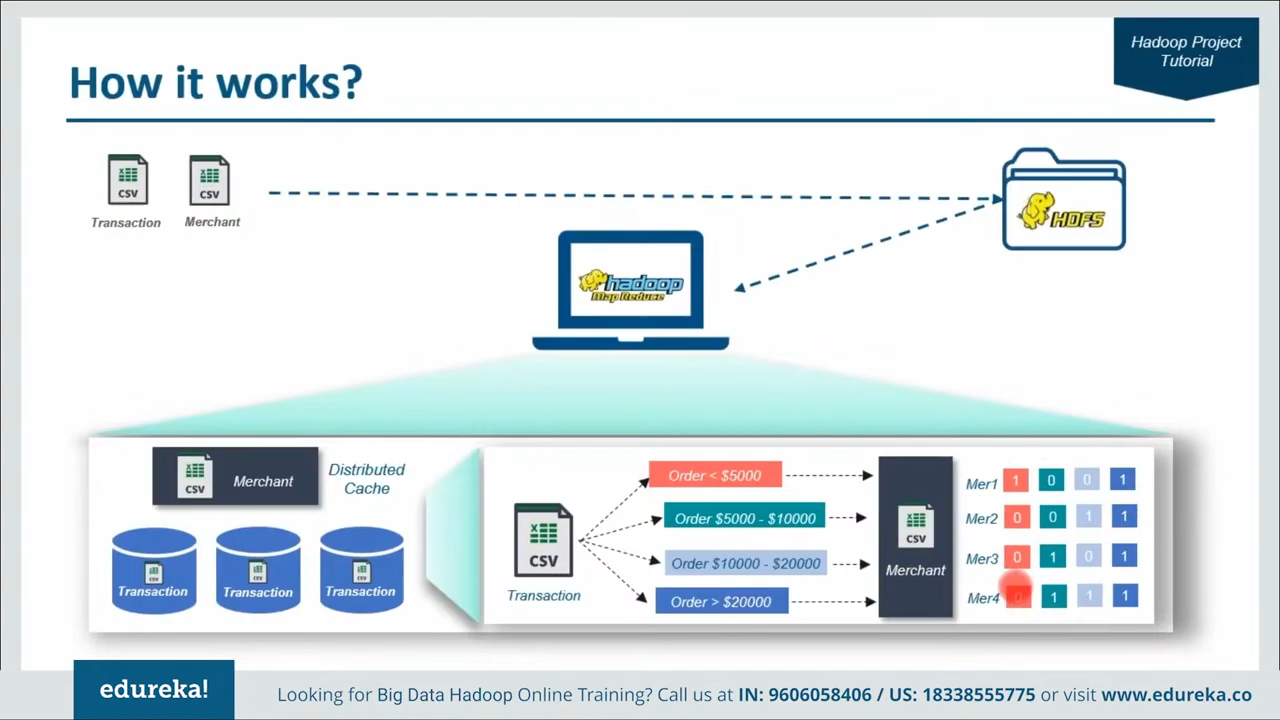 Hadoop Project
Tutorial
How it works?
CSV
CSV
Transaction
Merchant
HDFS
hadoop
Map Reduce
CSV
Merchant
Distributed
Cache
Transaction
Transaction
Transaction
CSV
Transaction
Order < $5000
Order $5000 - $10000
Order $10000 - $20000
Order > $20000
CSV
Merchant
Mer1 1 0 0 1
Mer2 0 0 1 1
Mer3 0 1 0 1
Mer4 0 1 1 1
edureka!
Looking for Big Data Hadoop Online Training? Call us at IN: 9606058406 / US: 18338555775 or visit www.edureka.co